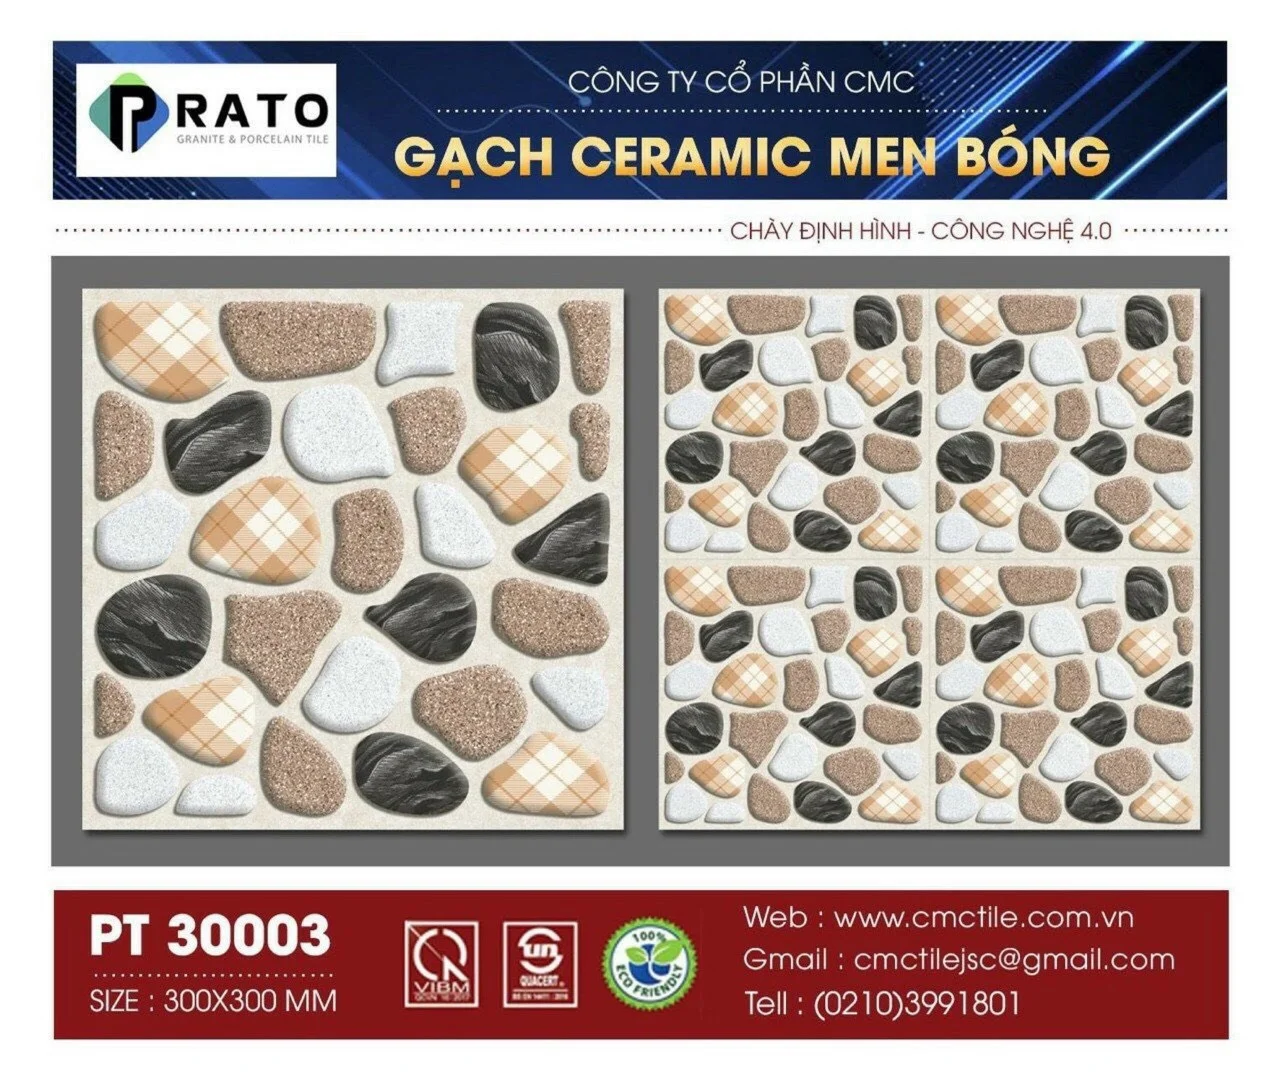 PRATO
GRANITE & PORCELAIN TILE
CÔNG TY CỔ PHẦN CMC
GẠCH CERAMIC MEN BÓNG
CHÀY ĐỊNH HÌNH - CÔNG NGHỆ 4.0
PT 30003
SIZE : 300X300 MM
VIBM
QUACERT
100%
ECO FRIENDLY
Web : www.cmctile.com.vn
Gmail : cmctilejsc@gmail.com
Tell : (0210)3991801